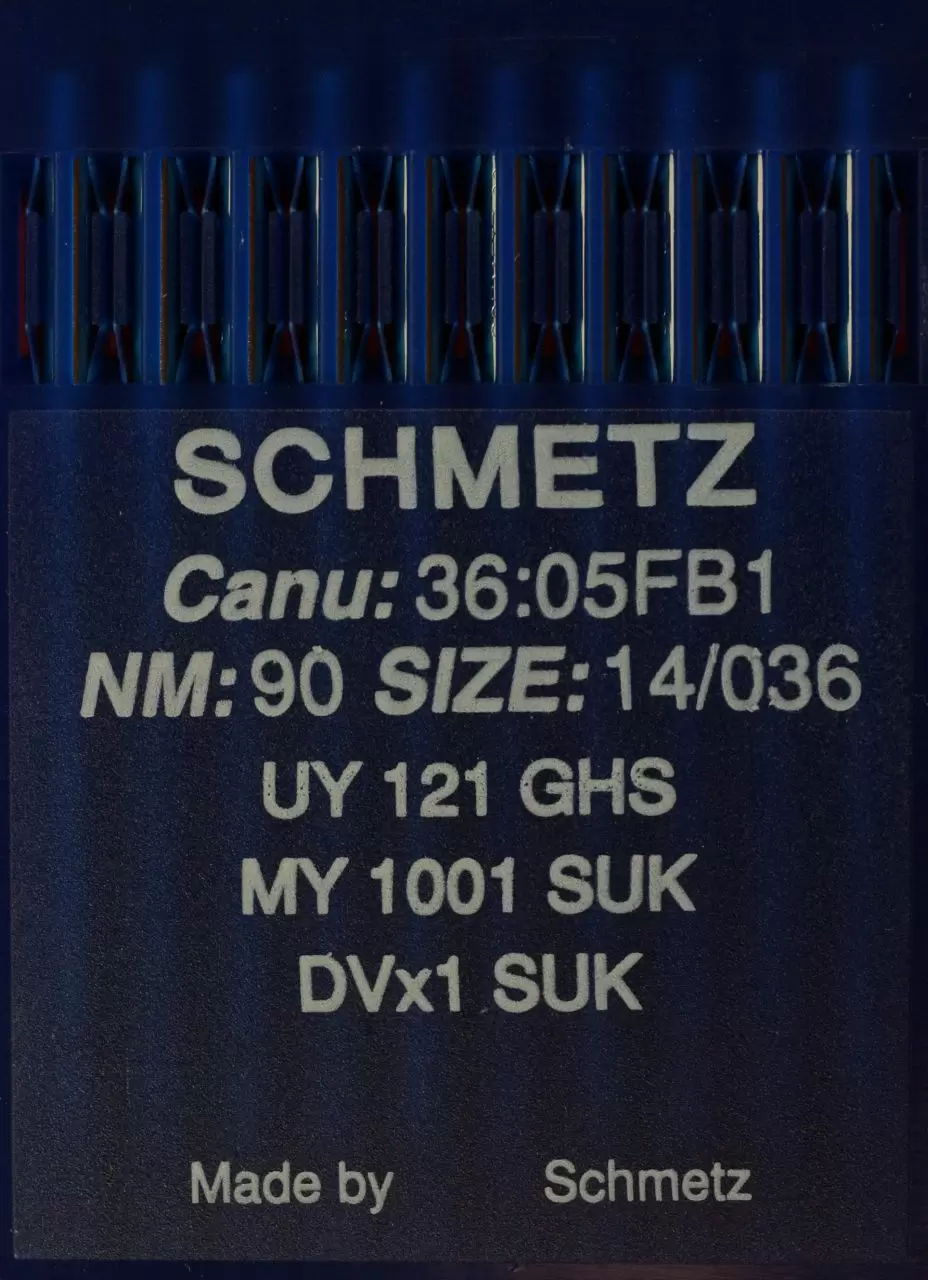 SCHMETZ
Canu: 36:05FB1
NM: 90 SIZE: 14/036
UY 121 GHS
MY 1001 SUK
DVx1 SUK
Made by Schmetz